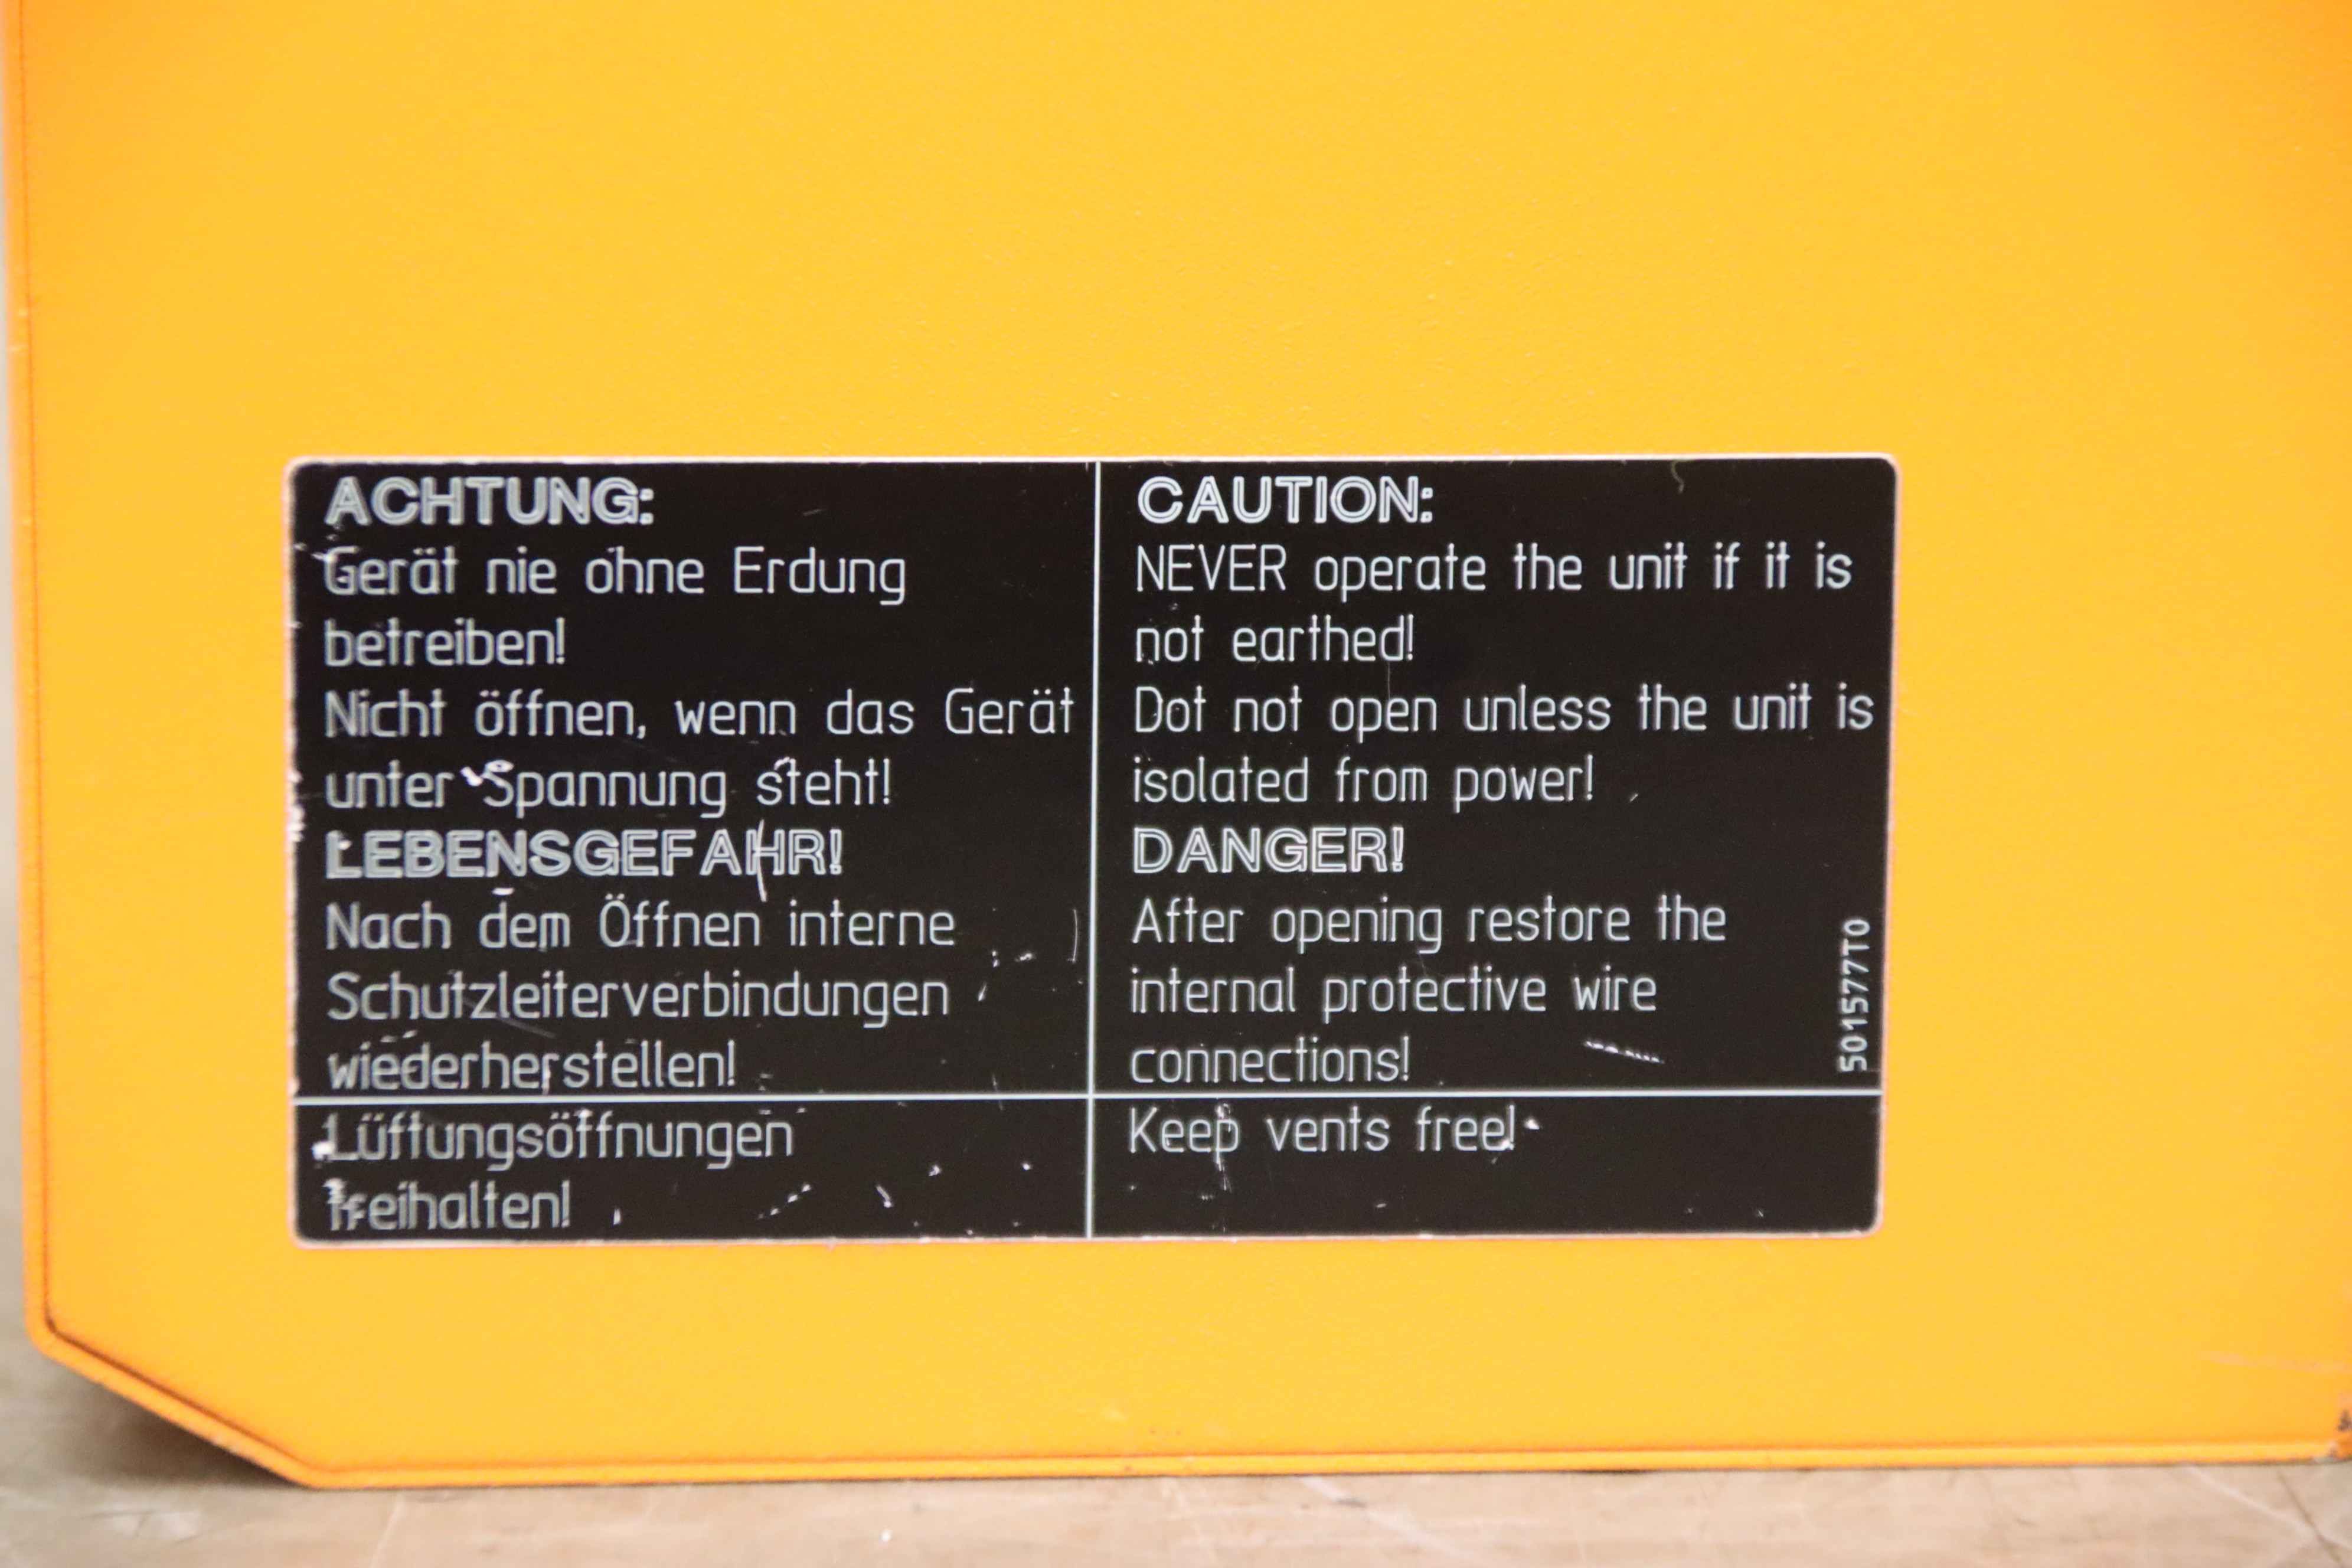 ACHTUNG:
Gerät nie ohne Erdung
betreiben!
Nicht öffnen, wenn das Gerät
unter Spannung steht!
LEBENSGEFAHR!
Nach dem Öffnen interne
Schutzleiterverbindungen
wiederherstellen!
Lüftungsöffnungen
freihalten!
CAUTION:
NEVER operate the unit if it is
not earthed!
Dot not open unless the unit is
isolated from power!
DANGER!
After opening restore the
internal protective wire
connections!
Keep vents free!
501577T0